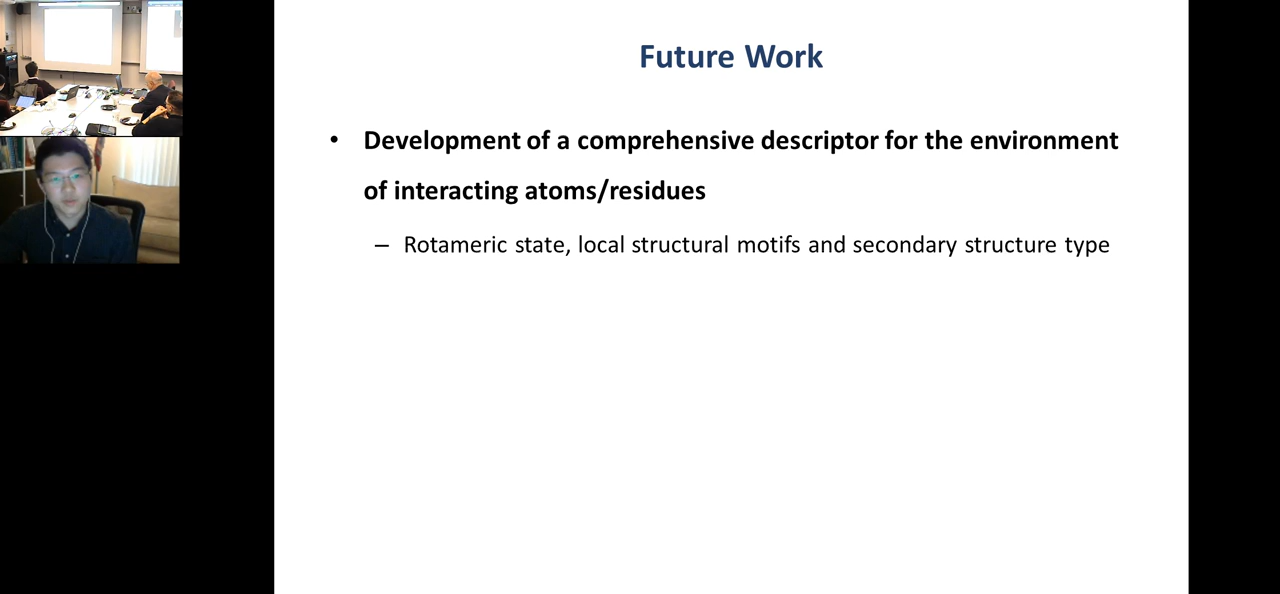 Future Work
• Development of a comprehensive descriptor for the environment
of interacting atoms/residues
– Rotameric state, local structural motifs and secondary structure type